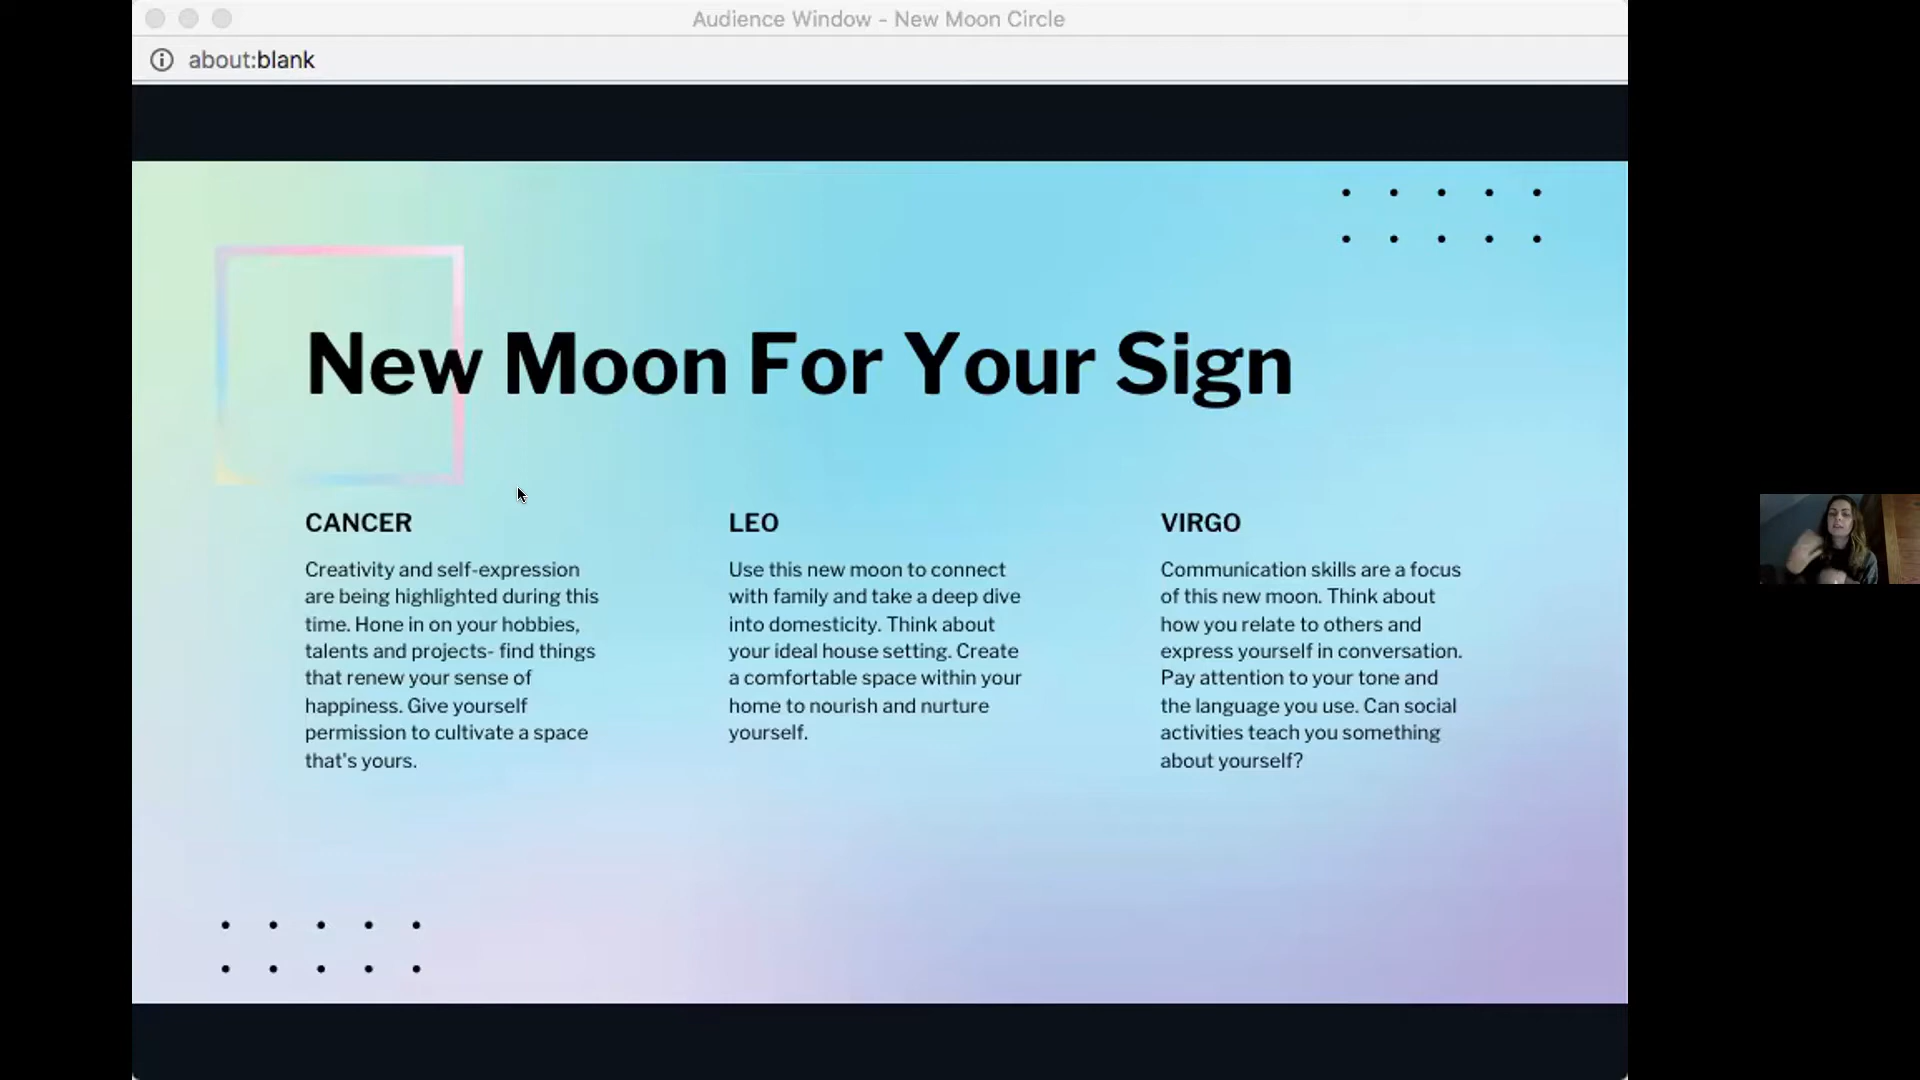 Audience Window - New Moon Circle
about:blank
New Moon For Your Sign
CANCER
Creativity and self-expression
are being highlighted during this
time. Hone in on your hobbies,
talents and projects- find things
that renew your sense of
happiness. Give yourself
permission to cultivate a space
that's yours.
LEO
Use this new moon to connect
with family and take a deep dive
into domesticity. Think about
your ideal house setting. Create
a comfortable space within your
home to nourish and nurture
yourself.
VIRGO
Communication skills are a focus
of this new moon. Think about
how you relate to others and
express yourself in conversation.
Pay attention to your tone and
the language you use. Can social
activities teach you something
about yourself?